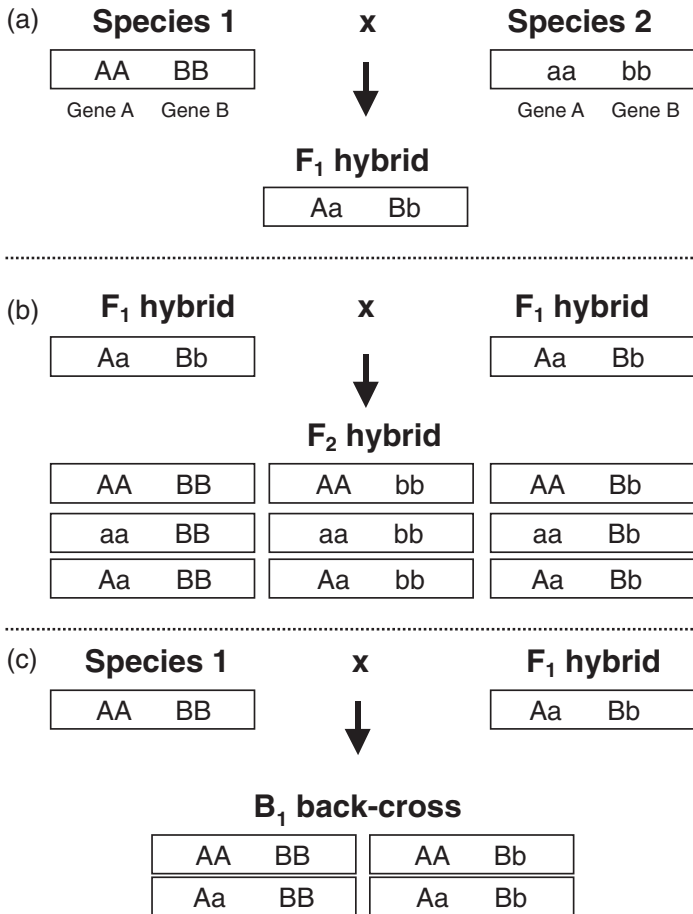 (a) Species 1 x Species 2
AA BB aa bb
Gene A Gene B Gene A Gene B
F₁ hybrid
Aa Bb
(b) F₁ hybrid x F₁ hybrid
Aa Bb Aa Bb
F₂ hybrid
AA BB AA bb AA Bb
aa BB aa bb aa Bb
Aa BB Aa bb Aa Bb
(c) Species 1 x F₁ hybrid
AA BB Aa Bb
B₁ back-cross
AA BB AA Bb
Aa BB Aa Bb